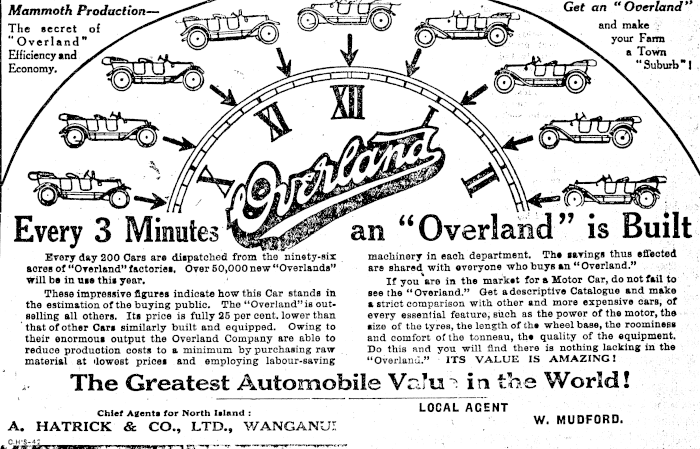 Mammoth Production—
The secret of
"Overland"
Efficiency and
Economy.
Get an "Overland"
and make
your Farm
a Town
"Suburb"!
X
XI
XII
I
II
Overland
Every 3 Minutes an "Overland" is Built
Every day 200 Cars are dispatched from the ninety-six
acres of "Overland" factories. Over 50,000 new "Overlands"
will be in use this year.
These impressive figures indicate how this Car stands in
the estimation of the buying public. The "Overland" is out-
selling all others. Its price is fully 25 per cent. lower than
that of other Cars similarly built and equipped. Owing to
their enormous output the Overland Company are able to
reduce production costs to a minimum by purchasing raw
material at lowest prices and employing labour-saving
machinery in each department. The savings thus effected
are shared with everyone who buys an "Overland."
If you are in the market for a Motor Car, do not fail to
see the "Overland." Get a descriptive Catalogue and make
a strict comparison with other and more expensive cars, of
every essential feature, such as the power of the motor, the
size of the tyres, the length of the wheel base, the roominess
and comfort of the tonneau, the quality of the equipment.
Do this and you will find there is nothing lacking in the
"Overland." ITS VALUE IS AMAZING!
The Greatest Automobile Value in the World!
Chief Agents for North Island:
A. HATRICK & CO., LTD., WANGANUI
LOCAL AGENT
W. MUDFORD.